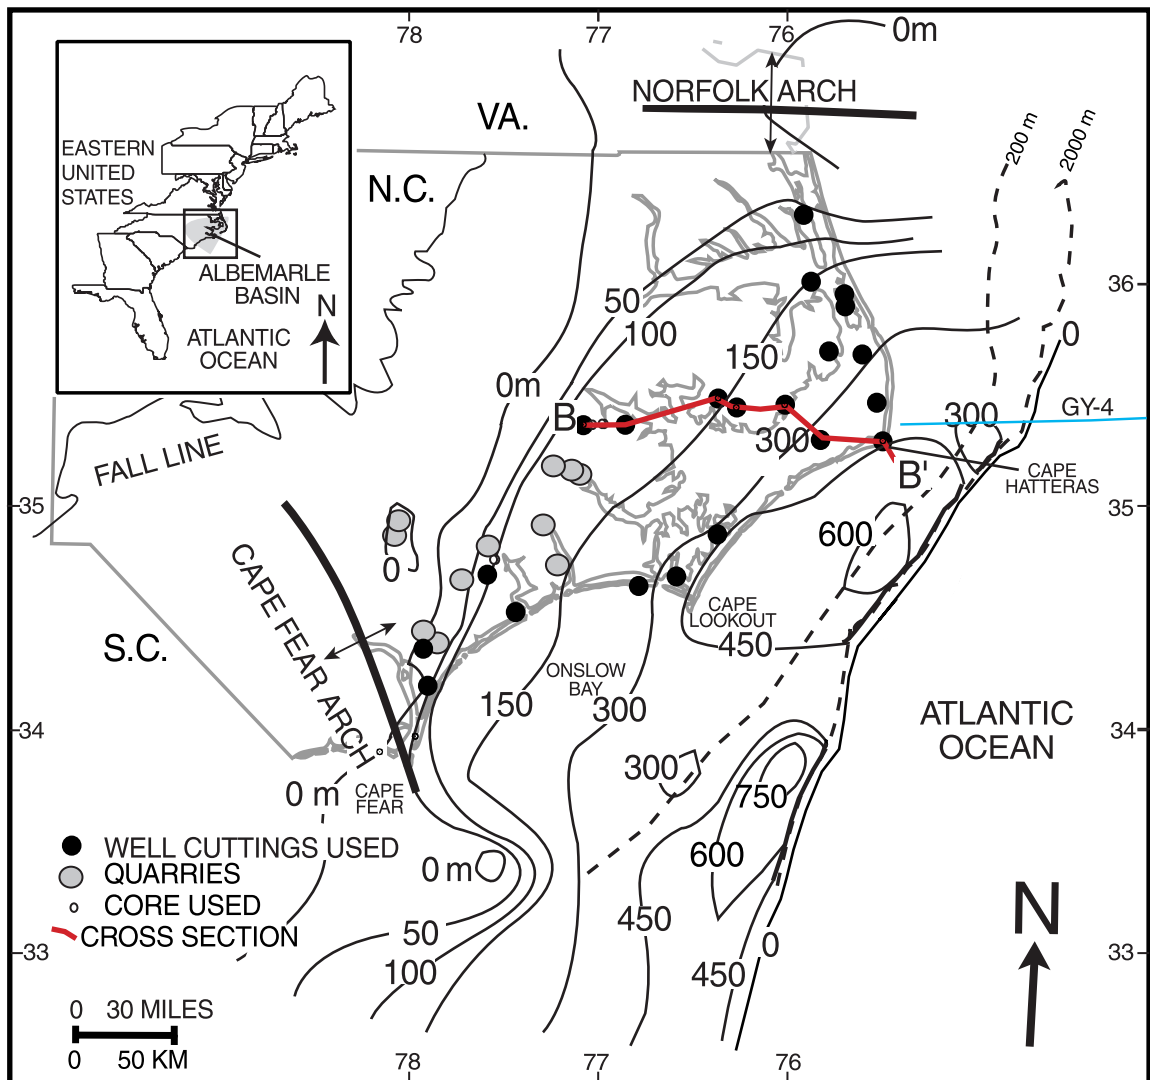 78
77
76
0m
NORFOLK ARCH
VA.
200 m
2000 m
EASTERN
UNITED
STATES
N.C.
ALBEMARLE
BASIN
N
ATLANTIC
OCEAN
36
50
100
150
0
0m
B
300
GY-4
300
B'
CAPE
HATTERAS
FALL LINE
35
35
600
0
CAPE FEAR ARCH
CAPE
LOOKOUT
S.C.
450
ONSLOW
BAY
150
300
ATLANTIC
OCEAN
34
34
300
0 m
CAPE
FEAR
750
WELL CUTTINGS USED
600
0 m
QUARRIES
CORE USED
450
N
50
CROSS SECTION
0
33
33
100
450
0 30 MILES
0 50 KM
78
77
76